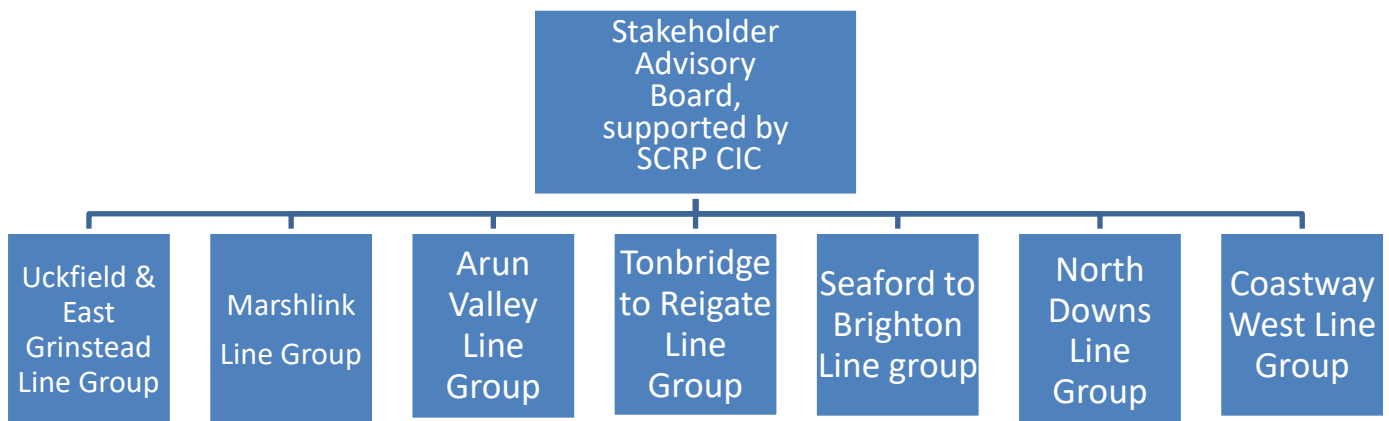 Stakeholder
Advisory
Board,
supported by
SCRP CIC
Uckfield &
East
Grinstead
Line Group
Marshlink
Line Group
Arun
Valley
Line
Group
Tonbridge
to Reigate
Line
Group
Seaford to
Brighton
Line group
North
Downs
Line
Group
Coastway
West Line
Group